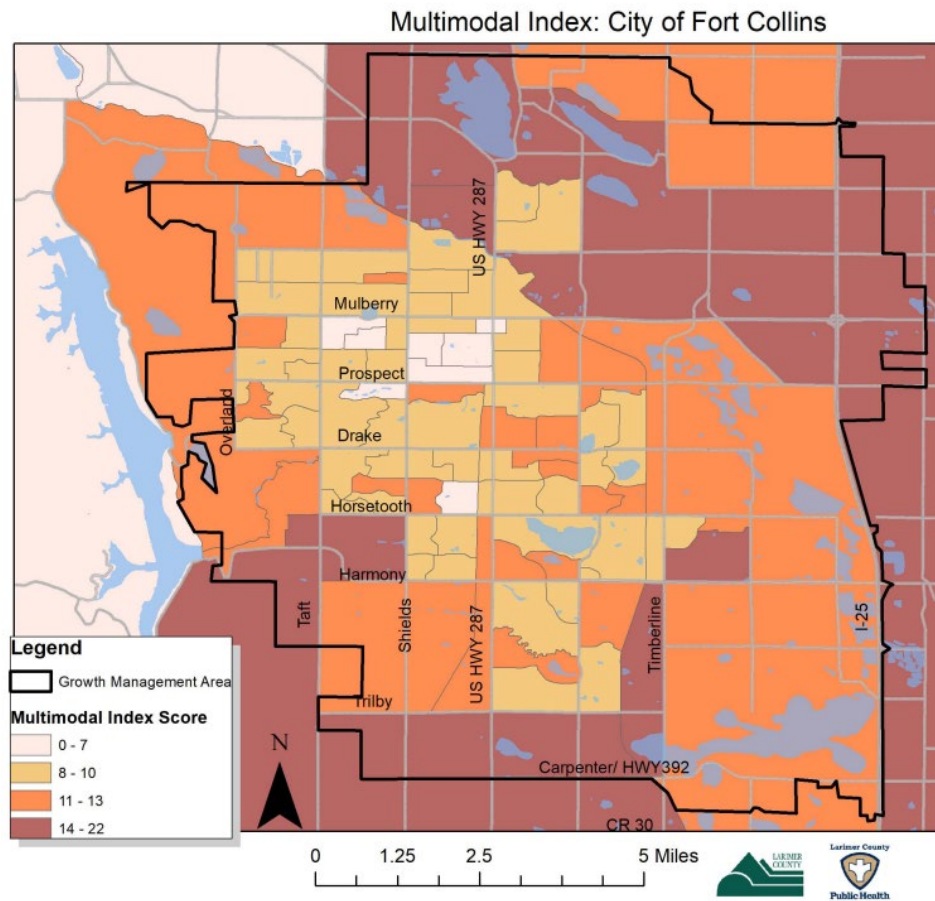 Multimodal Index: City of Fort Collins
US HWY 287
Mulberry
Prospect
Overland
Drake
Horsetooth
Harmony
Taft
Shields
US HWY 287
Timberline
I-25
Trilby
Carpenter/ HWY392
CR 30
Legend
Growth Management Area
Multimodal Index Score
0 - 7
8 - 10
11 - 13
14 - 22
N
0 1.25 2.5 5 Miles
LARIMER
COUNTY
Larimer County
Public Health